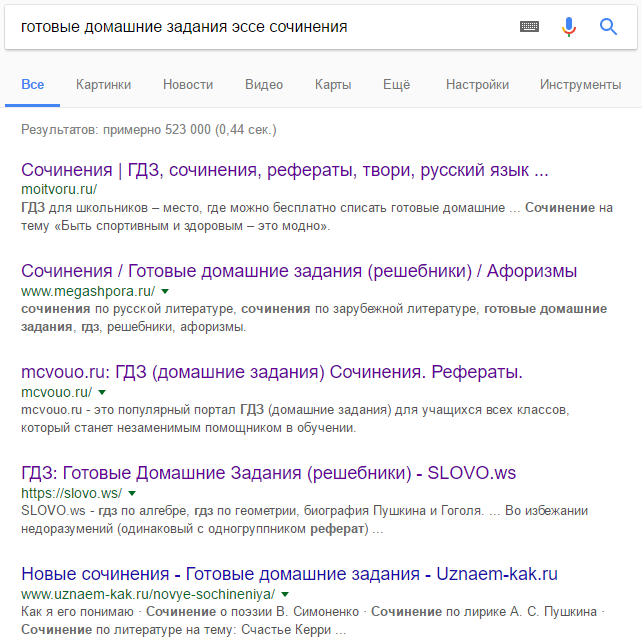 готовые домашние задания эссе сочинения
Все Картинки Новости Видео Карты Ещё Настройки Инструменты
Результатов: примерно 523 000 (0,44 сек.)
Сочинения | ГДЗ, сочинения, рефераты, твори, русский язык ...
moitvoru.ru/
ГДЗ для школьников – место, где можно бесплатно списать готовые домашние ... Сочинение на
тему «Быть спортивным и здоровым – это модно».
Сочинения / Готовые домашние задания (решебники) / Афоризмы
www.megashpora.ru/
сочинения по русской литературе, сочинения по зарубежной литературе, готовые домашние
задания, гдз, решебники, афоризмы.
mcvouo.ru: ГДЗ (домашние задания) Сочинения. Рефераты.
mcvouo.ru/
mcvouo.ru - это популярный портал ГДЗ (домашние задания) для учащихся всех классов,
который станет незаменимым помощником в обучении.
ГДЗ: Готовые Домашние Задания (решебники) - SLOVO.ws
https://slovo.ws/
SLOVO.ws - гдз по алгебре, гдз по геометрии, биография Пушкина и Гоголя. ... Во избежании
недоразумений (одинаковый с одногруппником реферат) ...
Новые сочинения - Готовые домашние задания - Uznaem-kak.ru
www.uznaem-kak.ru/novye-sochineniya/
Как я его понимаю · Сочинение о поэзии В. Симоненко · Сочинение по лирике А. С. Пушкина ·
Сочинение по литературе на тему: Счастье Керри ...